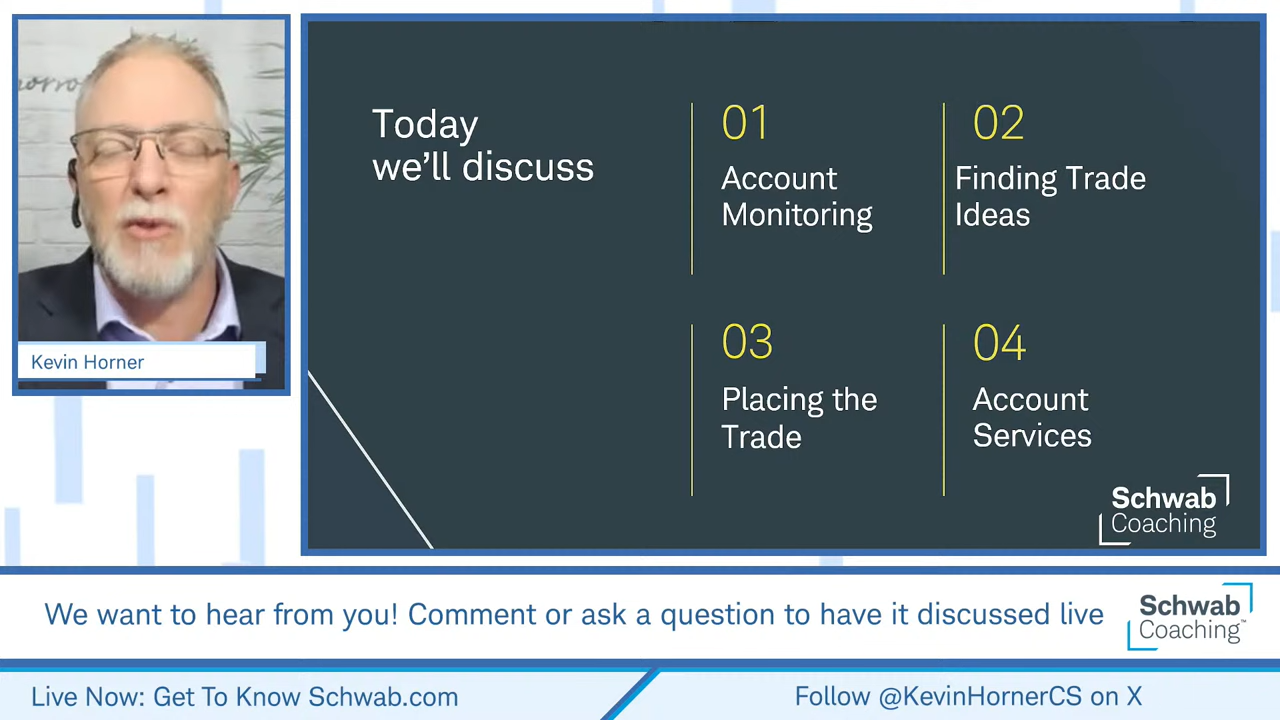 Kevin Horner
Today
we'll discuss
01
Account
Monitoring
02
Finding Trade
Ideas
03
Placing the
Trade
04
Account
Services
Schwab
Coaching
We want to hear from you! Comment or ask a question to have it discussed live
Schwab
Coaching™
Live Now: Get To Know Schwab.com
Follow @KevinHornerCS on X